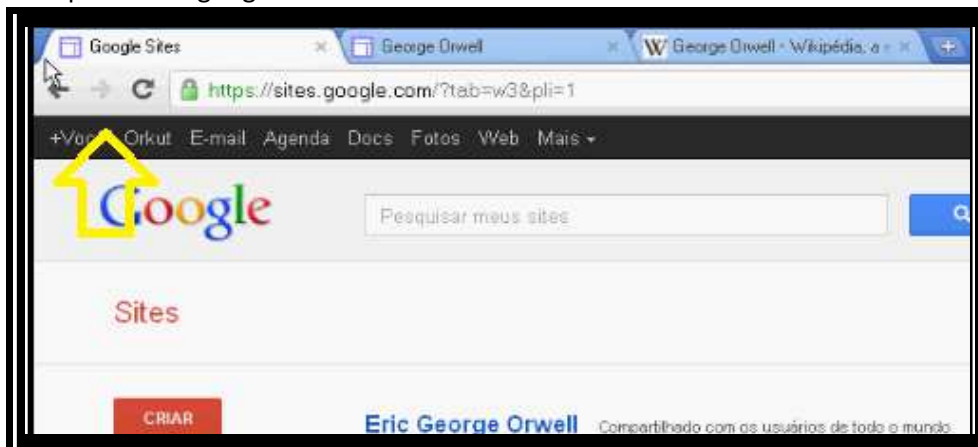 Google Sites George Orwell George Orwell - Wikipédia, a
https://sites.google.com/?tab=w3&pli=1
Orkut E-mail Agenda Docs Fotos Web Mais
Google Pesquisar meus sites
Sites
CRIAR Eric George Orwell Compartilhado com os usuários de todo o mundo